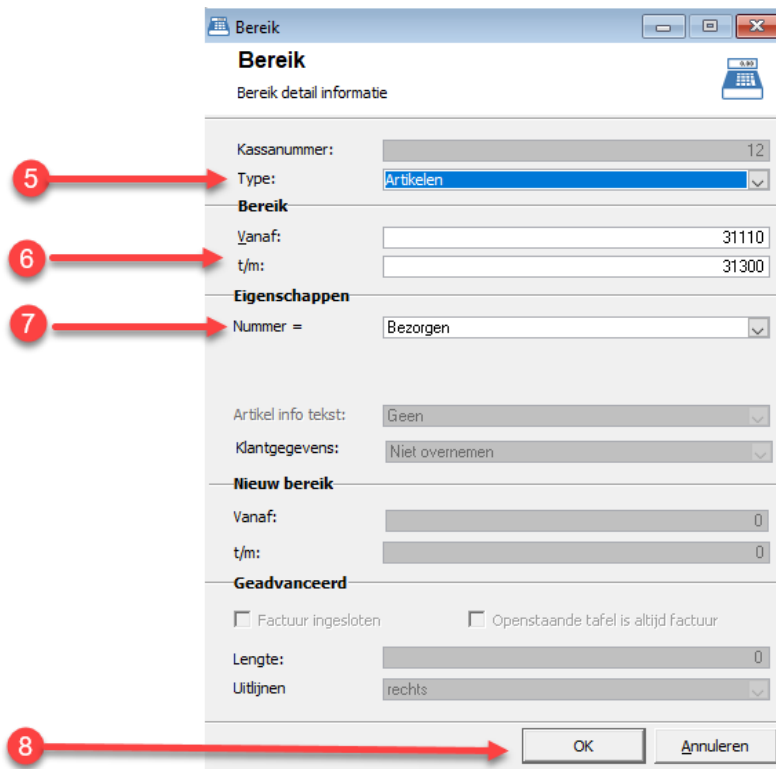 Bereik
Bereik
0,00
Bereik detail informatie
Kassanummer: 12
5 Type: Artikelen
Bereik
Vanaf: 31110
6
t/m: 31300
Eigenschappen
7 Nummer = Bezorgen
Artikel info tekst: Geen
Klantgegevens: Niet overnemen
Nieuw bereik
Vanaf: 0
t/m: 0
Geadvanceerd
Factuur ingesloten Openstaande tafel is altijd factuur
Lengte: 0
Uitlijnen rechts
8 OK Annuleren